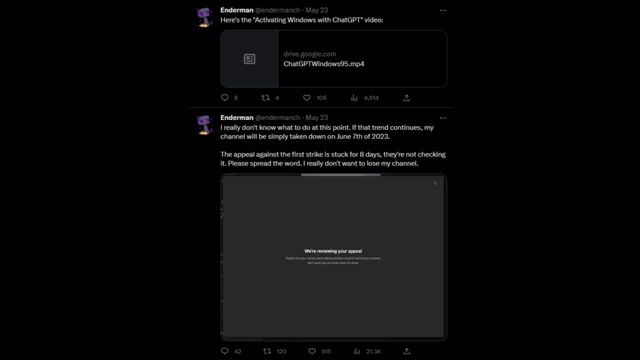 Enderman @endermanch · May 23
Here's the "Activating Windows with ChatGPT" video:
drive.google.com
ChatGPTWindows95.mp4
8 4 106 4,814
Enderman @endermanch · May 23
I really don't know what to do at this point. If that trend continues, my
channel will be simply taken down on June 7th of 2023.
The appeal against the first strike is stuck for 8 days, they're not checking
it. Please spread the word. I really don't want to lose my channel.
We're reviewing your appeal
42 120 515 21.3K